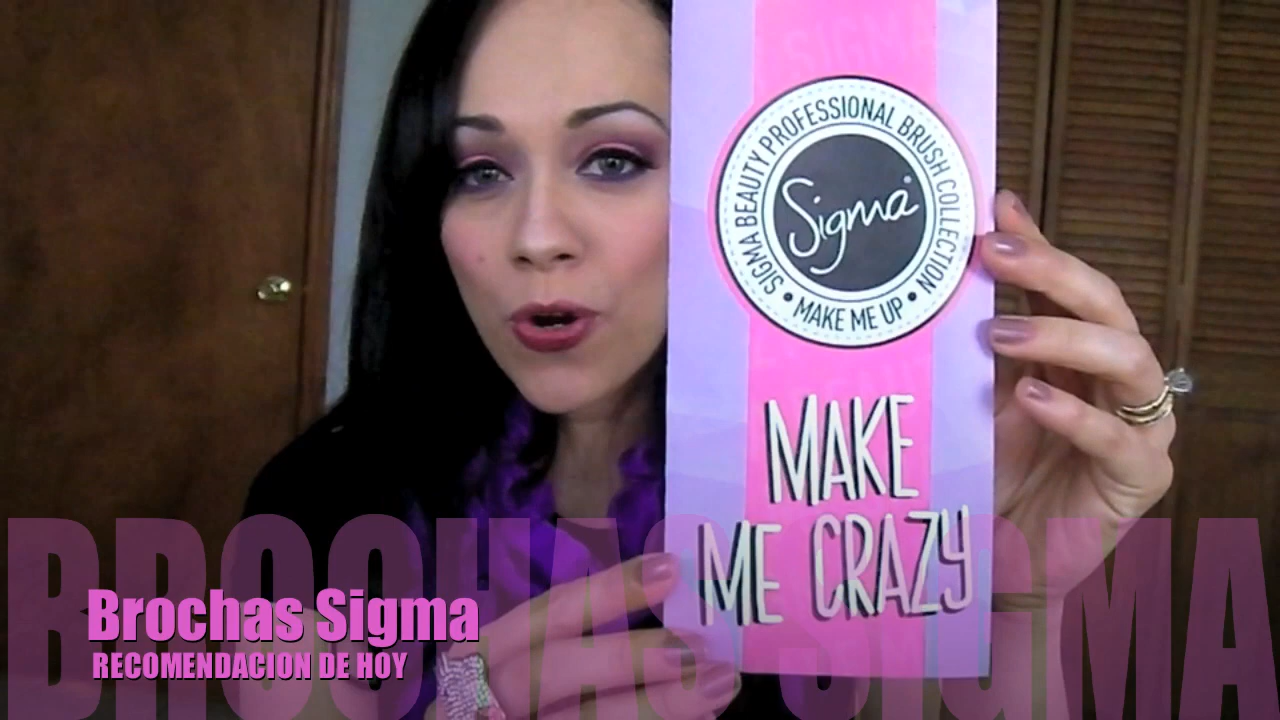 SIGMA
SIGMA BEAUTY PROFESSIONAL BRUSH COLLECTION
• MAKE ME UP •
Sigma®
MAKE
ME CRAZY
BROCHAS SIGMA
Brochas Sigma
RECOMENDACION DE HOY